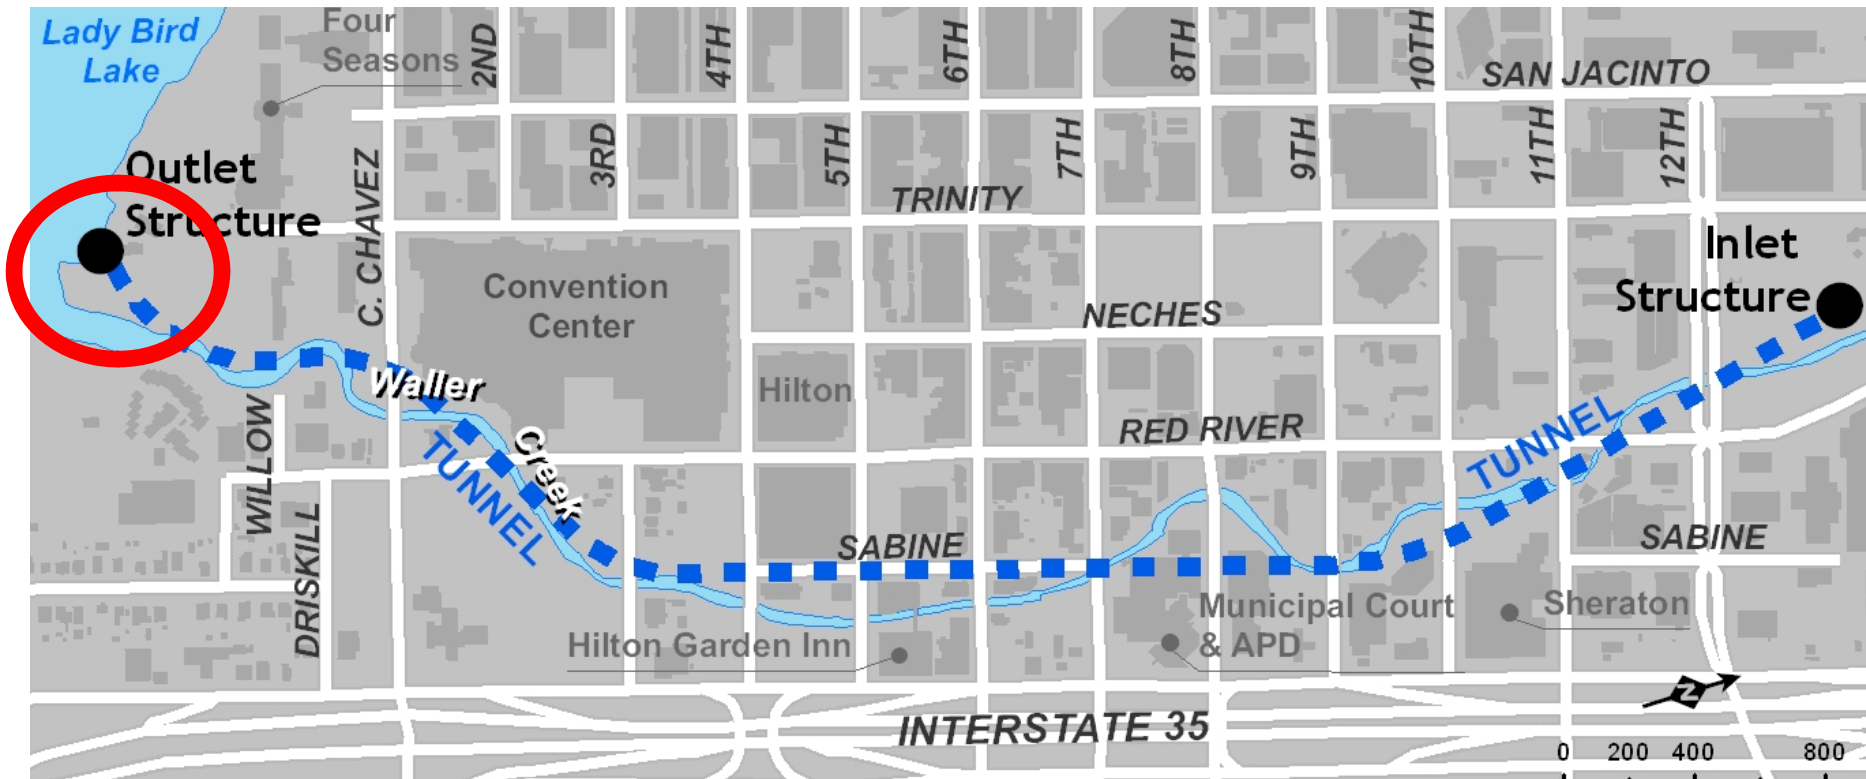 Lady Bird
Lake
Four
Seasons
2ND
4TH
6TH
8TH
10TH
SAN JACINTO
Outlet
Structure
C. CHAVEZ
3RD
5TH
7TH
9TH
11TH
12TH
TRINITY
Convention
Center
NECHES
Inlet
Structure
Waller
Creek
Hilton
RED RIVER
TUNNEL
TUNNEL
WILLOW
DRISKILL
SABINE
SABINE
Hilton Garden Inn
Municipal Court
& APD
Sheraton
INTERSTATE 35
N
0 200 400 800